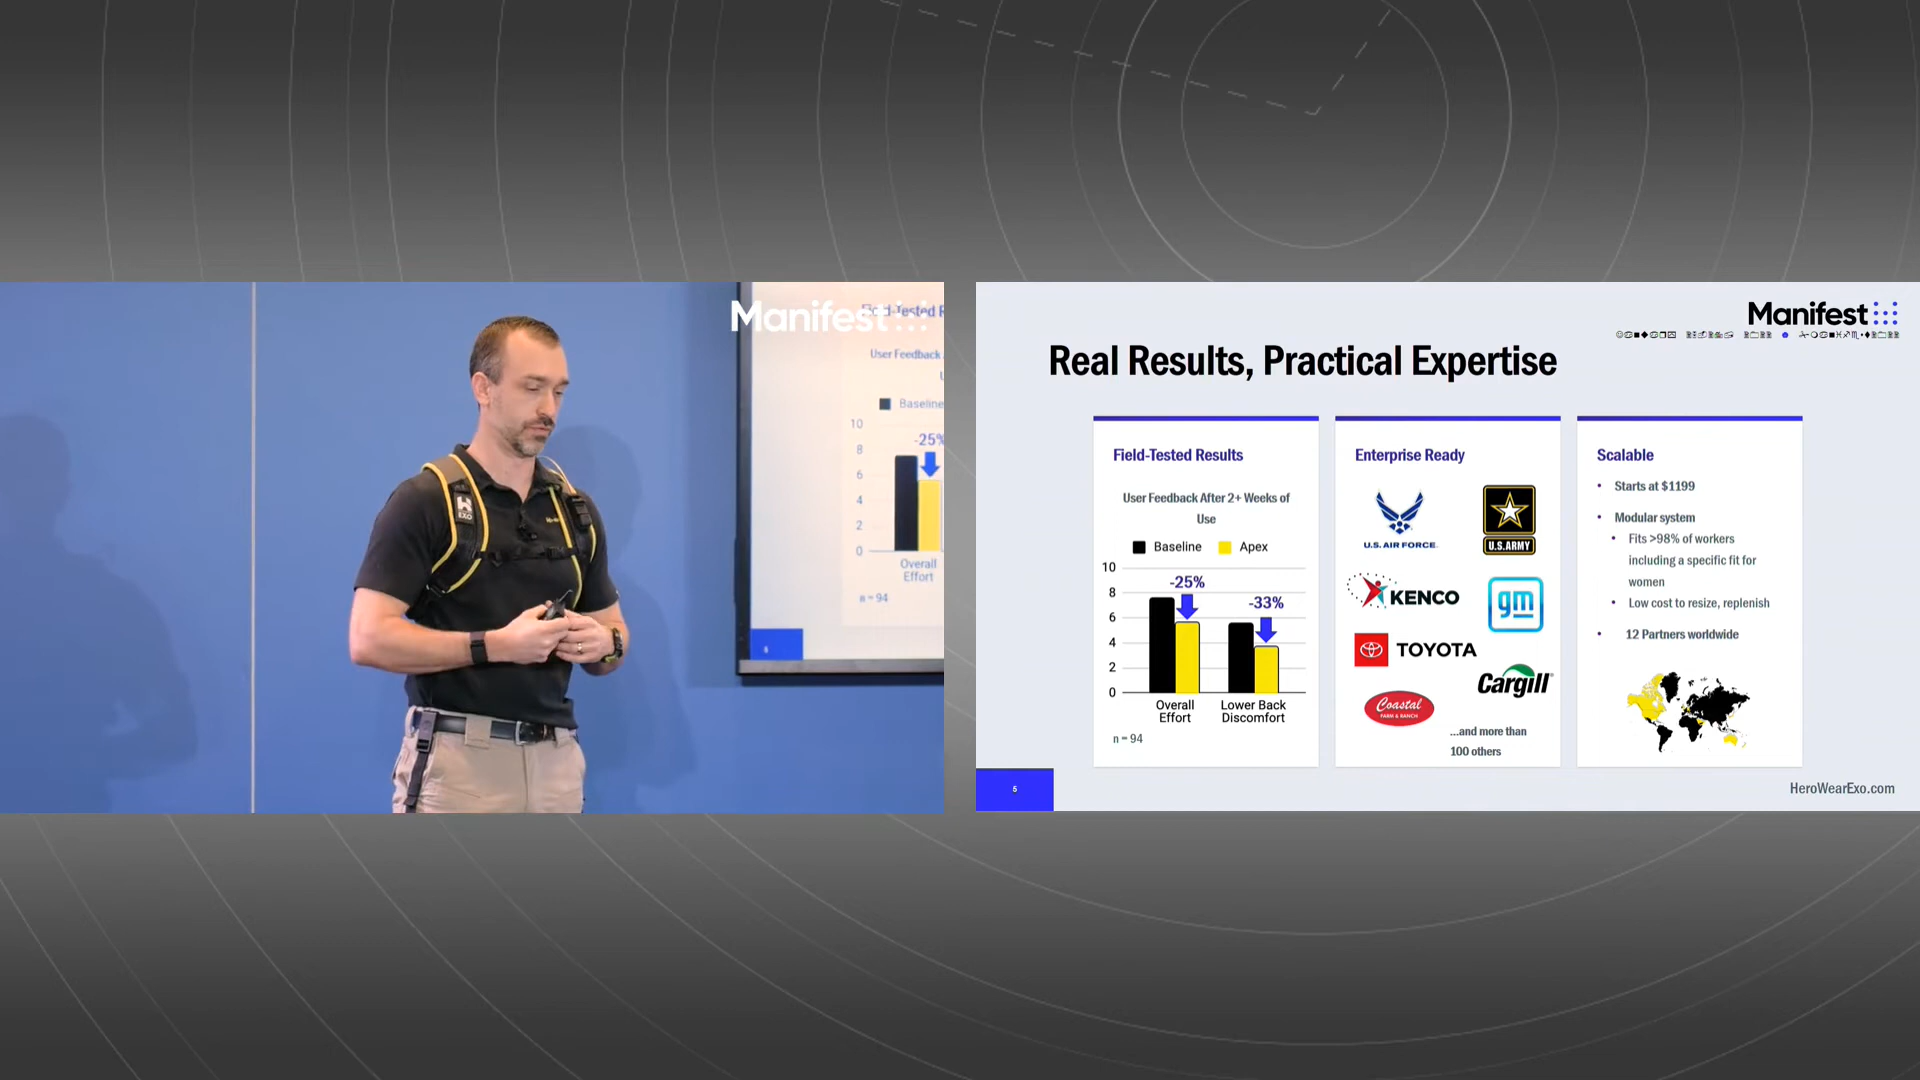 Manifest
Field-Tested R
User Feedback
U
Baseline
10
-25%
8
6
4
2
0
Overall
Effort
n = 94
EXO
Manifest
Real Results, Practical Expertise
Field-Tested Results
User Feedback After 2+ Weeks of
Use
Baseline Apex
10
8
6
4
2
0
-25%
-33%
Overall
Effort
Lower Back
Discomfort
n = 94
Enterprise Ready
U.S. AIR FORCE
U.S.ARMY
KENCO
gm
TOYOTA
Cargill
Coastal
FARM & RANCH
...and more than
100 others
Scalable
• Starts at $1199
• Modular system
• Fits >98% of workers
including a specific fit for
women
• Low cost to resize, replenish
• 12 Partners worldwide
5
HeroWearExo.com